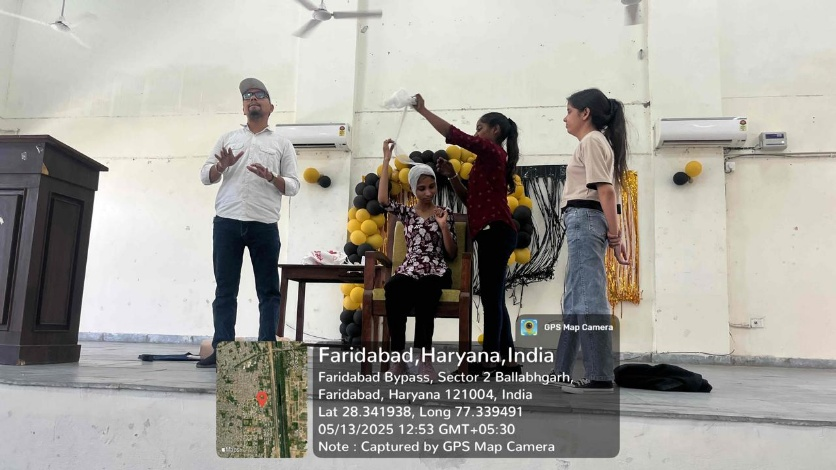 GPS Map Camera
Faridabad,Haryana,India
Faridabad Bypass, Sector 2 Ballabhgarh,
Faridabad, Haryana 121004, India
Lat 28.341938, Long 77.339491
05/13/2025 12:53 GMT+05:30
Note : Captured by GPS Map Camera